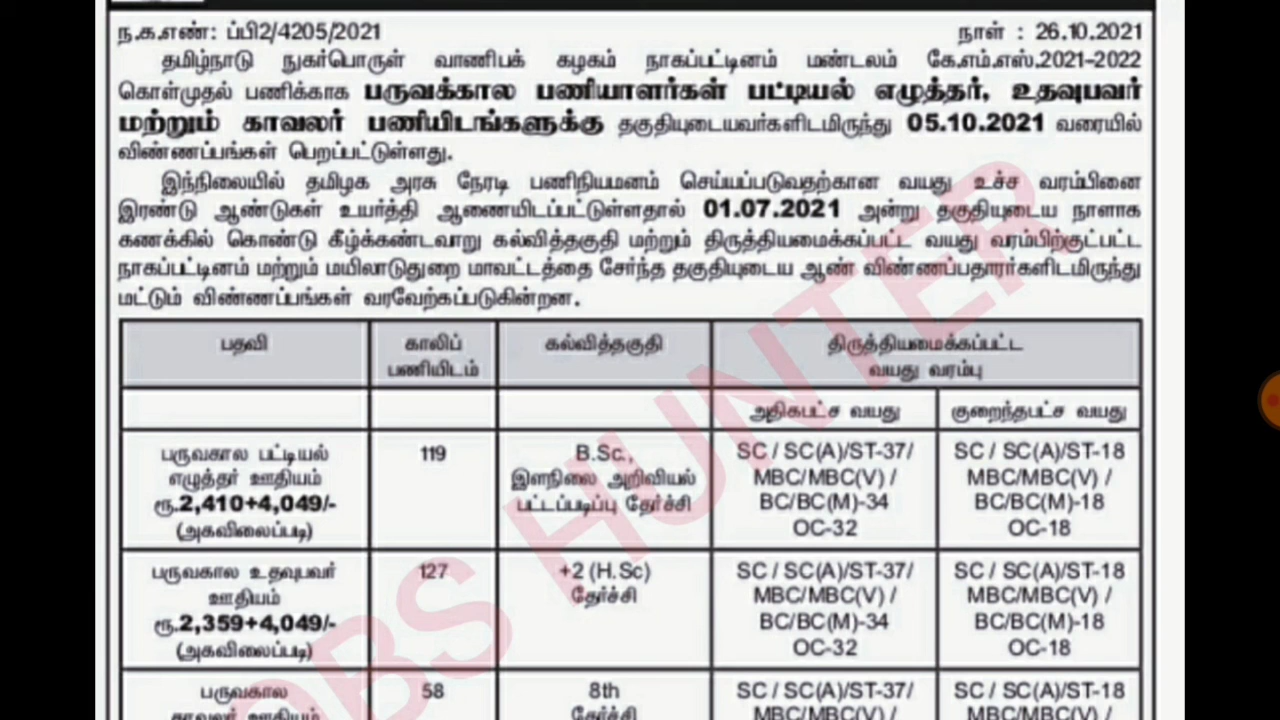 ந.க.எண்: ப்பி2/4205/2021
நாள் : 26.10.2021
தமிழ்நாடு நுகர்பொருள் வாணிபக் கழகம் நாகப்பட்டினம் மண்டலம் கே.எம்.எஸ்.2021-2022
கொள்முதல் பணிக்காக பருவக்கால பணியாளர்கள் பட்டியல் எழுத்தர், உதவுபவர்
மற்றும் காவலர் பணியிடங்களுக்கு தகுதியுடையவர்களிடமிருந்து 05.10.2021 வரையில்
விண்ணப்பங்கள் பெறப்பட்டுள்ளது.
இந்நிலையில் தமிழக அரசு நேரடி பணிநியமனம் செய்யப்படுவதற்கான வயது உச்ச வரம்பினை
இரண்டு ஆண்டுகள் உயர்த்தி ஆணையிடப்பட்டுள்ளதால் 01.07.2021 அன்று தகுதியுடைய நாளாக
கணக்கில் கொண்டு கீழ்க்கண்டவாறு கல்வித்தகுதி மற்றும் திருத்தியமைக்கப்பட்ட வயது வரம்பிற்குட்பட்ட
நாகப்பட்டினம் மற்றும் மயிலாடுதுறை மாவட்டத்தை சேர்ந்த தகுதியுடைய ஆண் விண்ணப்பதாரர்களிடமிருந்து
மட்டும் விண்ணப்பங்கள் வரவேற்கப்படுகின்றன.
பதவி
காலிப்
பணியிடம்
கல்வித்தகுதி
திருத்தியமைக்கப்பட்ட
வயது வரம்பு
அதிகபட்ச வயது
குறைந்தபட்ச வயது
பருவகால பட்டியல்
எழுத்தர் ஊதியம்
ரூ.2,410+4,049/-
(அகவிலைப்படி)
119
B.Sc.,
இளநிலை அறிவியல்
பட்டப்படிப்பு தேர்ச்சி
SC / SC(A)/ST-37/
MBC/MBC(V) /
BC/BC(M)-34
OC-32
SC / SC(A)/ST-18
MBC/MBC(V) /
BC/BC(M)-18
OC-18
பருவகால உதவுபவர்
ஊதியம்
ரூ.2,359+4,049/-
(அகவிலைப்படி)
127
+2 (H.Sc)
தேர்ச்சி
SC / SC(A)/ST-37/
MBC/MBC(V) /
BC/BC(M)-34
OC-32
SC / SC(A)/ST-18
MBC/MBC(V) /
BC/BC(M)-18
OC-18
பருவகால
காவலர் ஊதியம்
58
8th
தேர்ச்சி
SC / SC(A)/ST-37/
MBC/MBC(V) /
SC / SC(A)/ST-18
MBC/MBC(V) /
JOBS HUNTER